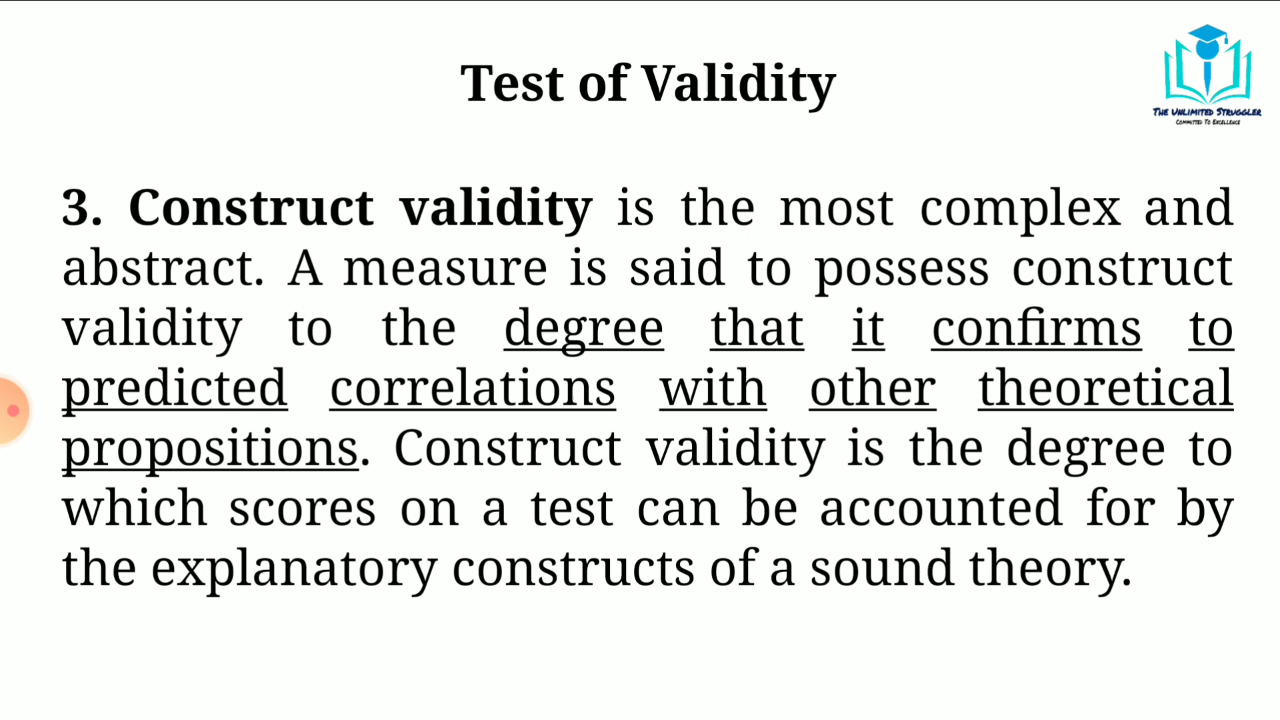 Test of Validity
THE UNLIMITED STRUGGLER
COMMITTED TO EXCELLENCE
3. Construct validity is the most complex and
abstract. A measure is said to possess construct
validity to the degree that it confirms to
predicted correlations with other theoretical
propositions. Construct validity is the degree to
which scores on a test can be accounted for by
the explanatory constructs of a sound theory.